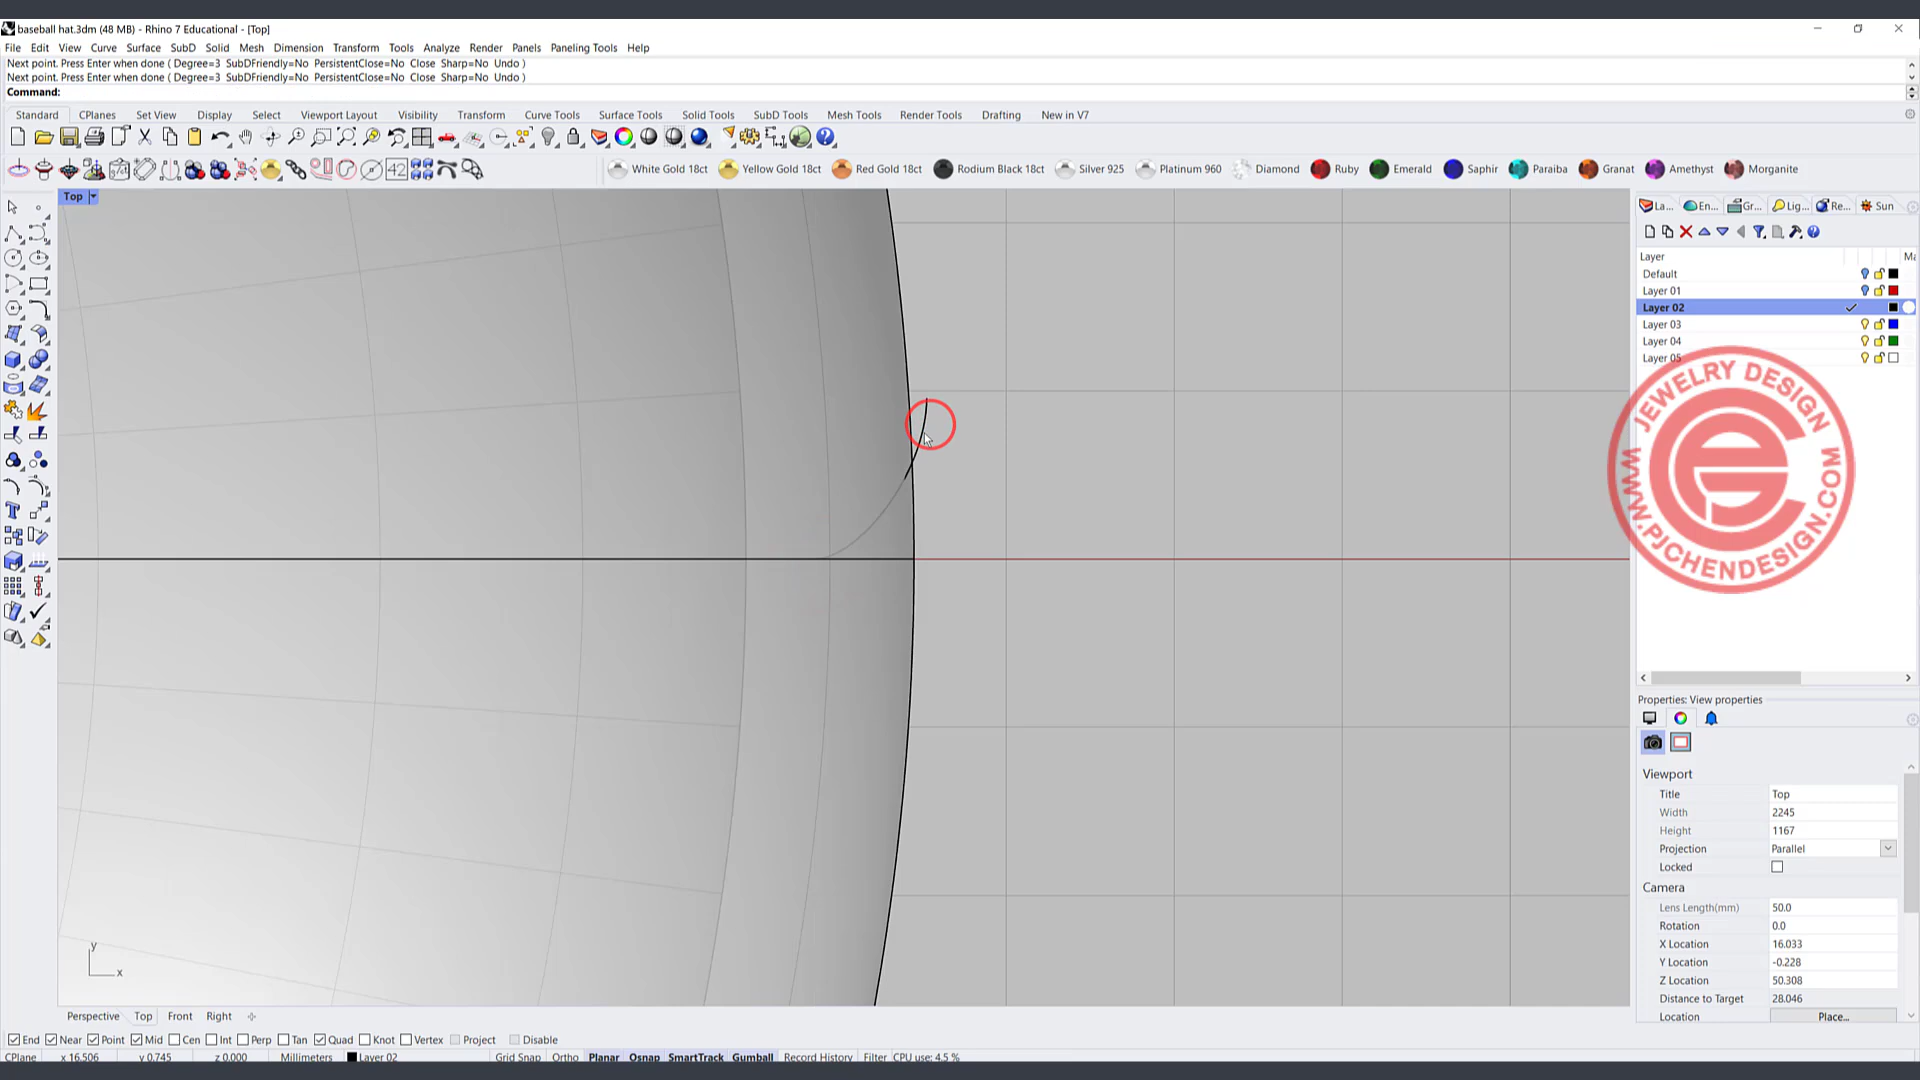 baseball hat.3dm (48 MB) - Rhino 7 Educational - [Top]
File Edit View Curve Surface SubD Solid Mesh Dimension Transform Tools Analyze Render Panels Paneling Tools Help
Next point. Press Enter when done ( Degree=3 SubDFriendly=No PersistentClose=No Close Sharp=No Undo )
Next point. Press Enter when done ( Degree=3 SubDFriendly=No PersistentClose=No Close Sharp=No Undo )
Command:
Standard CPlanes Set View Display Select Viewport Layout Visibility Transform Curve Tools Surface Tools Solid Tools SubD Tools Mesh Tools Render Tools Drafting New in V7
42 White Gold 18ct Yellow Gold 18ct Red Gold 18ct Rodium Black 18ct Silver 925 Platinum 960 Diamond Ruby Emerald Saphir Paraiba Granat Amethyst Morganite
Top
La... En... Gr... Lig... Re... Sun
Layer Ma
Default
Layer 01
Layer 02
Layer 03
Layer 04
Layer 05
JEWELRY DESIGN
WWW.PJCHENDESIGN.COM
Properties: View properties
Viewport
Title Top
Width 2245
Height 1167
Projection Parallel
Locked
Camera
Lens Length(mm) 50.0
Rotation 0.0
X Location 16.033
Y Location -0.228
Z Location 50.308
Distance to Target 28.046
Location Place...
y
x
Perspective Top Front Right
End Near Point Mid Cen Int Perp Tan Quad Knot Vertex Project Disable
CPlane x 16.506 y 0.745 z 0.000 Millimeters Layer 02 Grid Snap Ortho Planar Osnap SmartTrack Gumball Record History Filter CPU use: 4.5 %